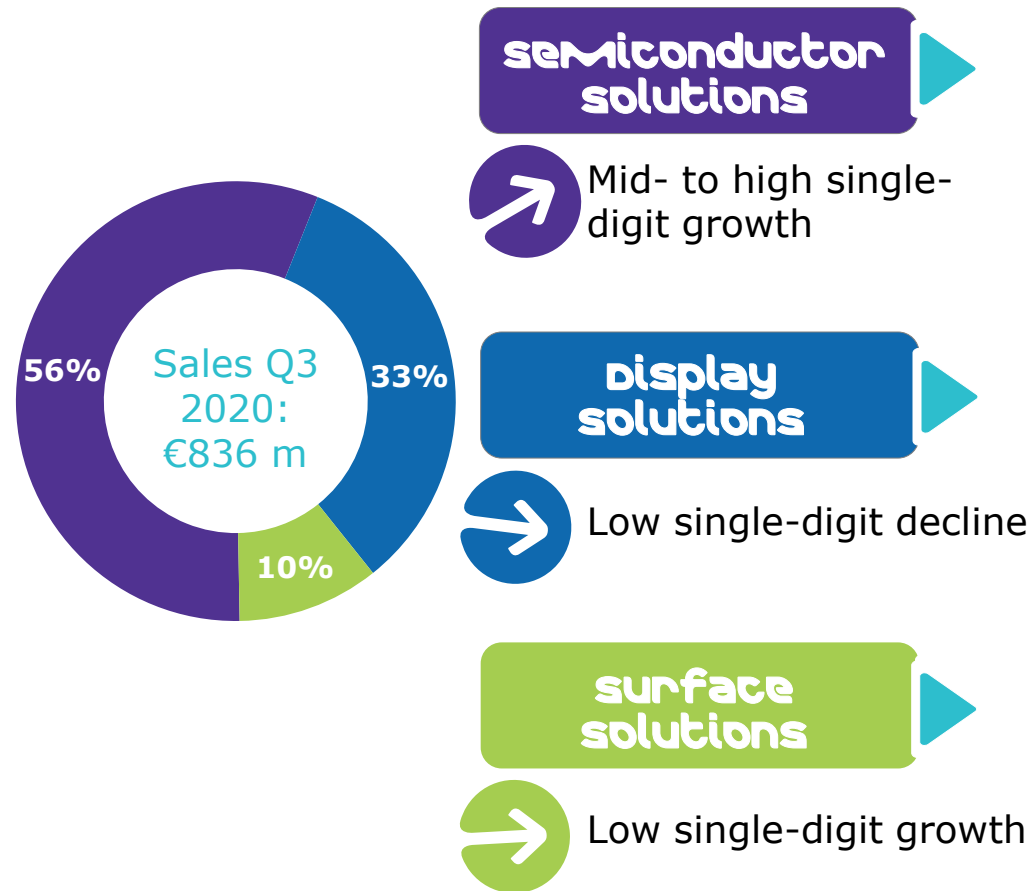 semiconductor
solutions
Mid- to high single-
digit growth
56%
Sales Q3
2020:
€836 m
33%
10%
Display
solutions
Low single-digit decline
surface
solutions
Low single-digit growth